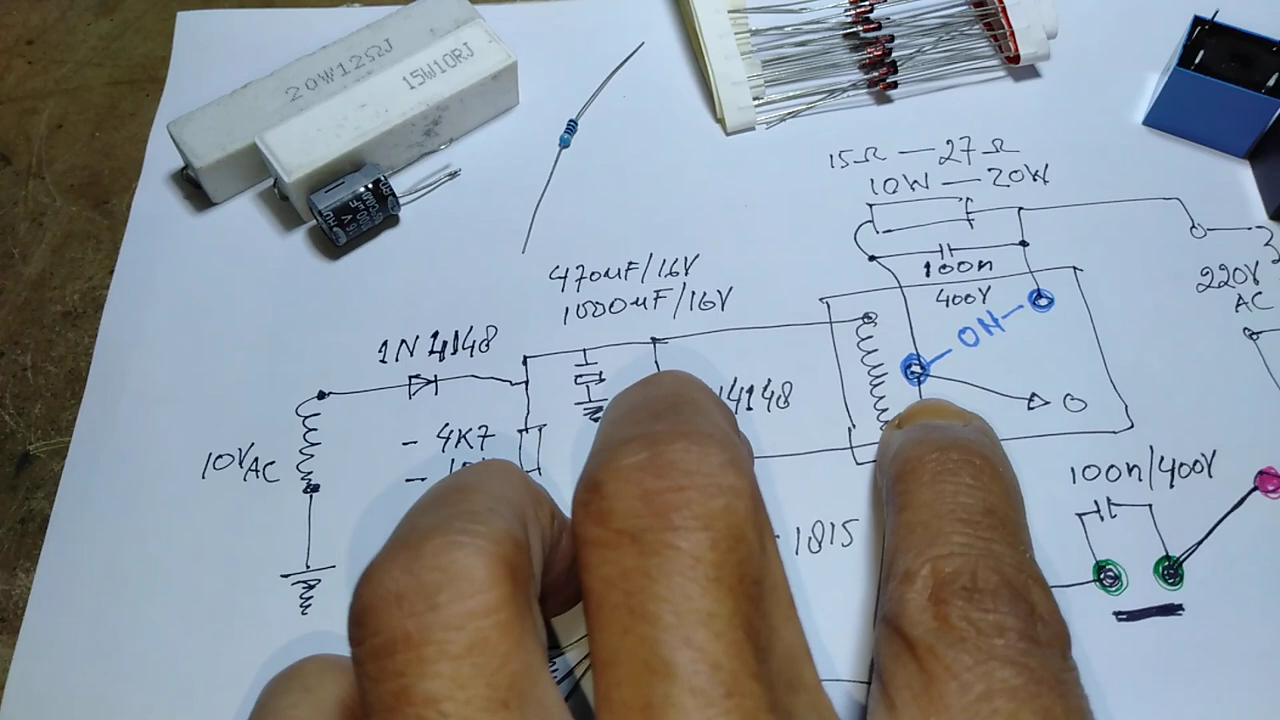 20W12ΩJ
15W10RJ
16V
15Ω — 27Ω
10W — 20W
100n
400V
220V
AC
470uF/16V
1000uF/16V
ON
1N4148
4148
- 4K7
10VAC
100n/400V
1815